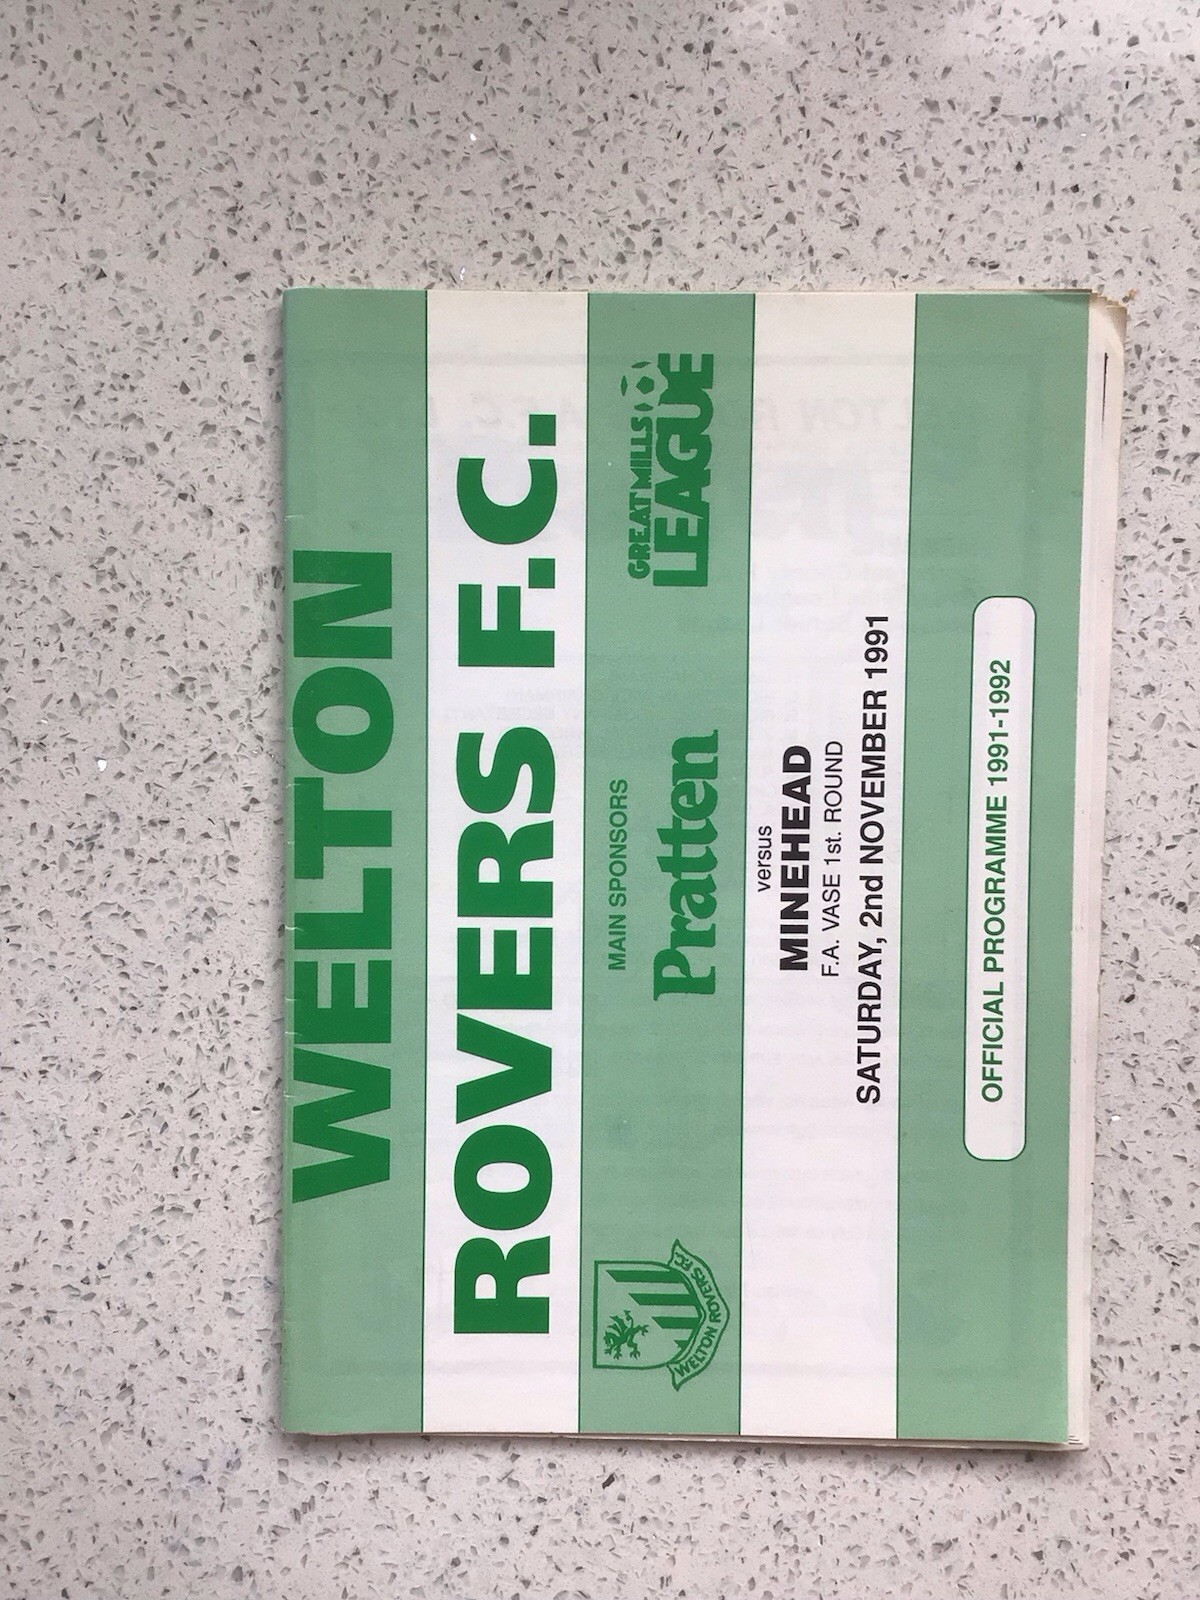 WELTON
ROVERS F.C.
WELTON ROVERS F.C.
MAIN SPONSORS
Pratten
GREAT MILLS
LEAGUE
versus
MINEHEAD
F.A. VASE 1st. ROUND
SATURDAY, 2nd NOVEMBER 1991
OFFICIAL PROGRAMME 1991-1992